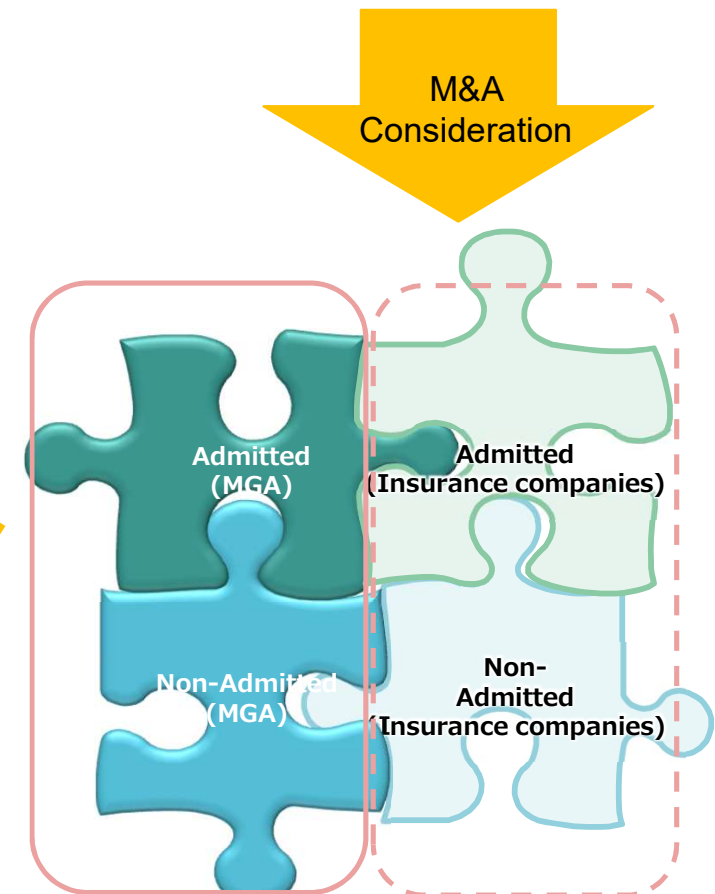 M&A
Consideration
Admitted
(MGA)
Admitted
(Insurance companies)
Non-Admitted
(MGA)
Non-
Admitted
(Insurance companies)